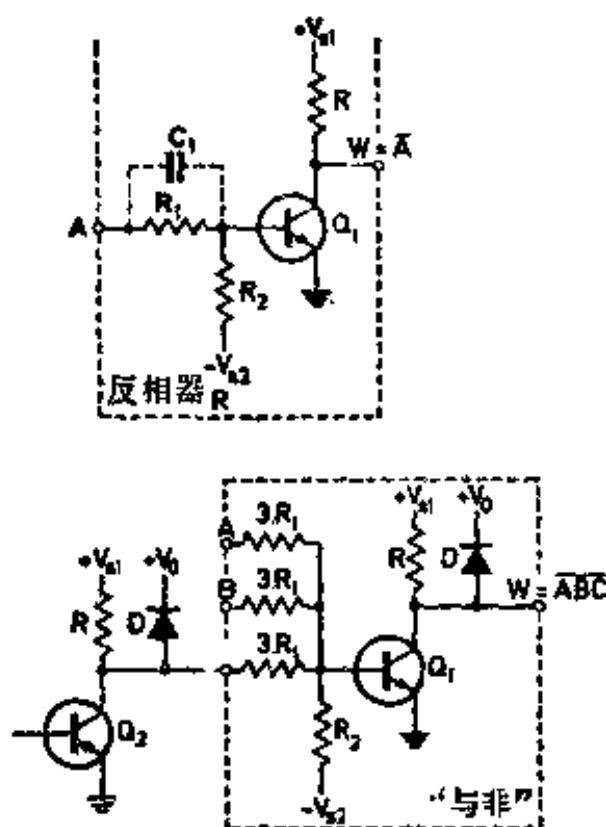 +Vs1
R
C1
W = Ā
A
R1
Q1
R2
-Vs2
反相器
R
+Vs1
+V0
A
3R1
+Vs1
+V0
R
D
B
3R1
R
D
W = \overline{ABC}
3R1
Q1
Q2
R2
-Vs2
“与非”